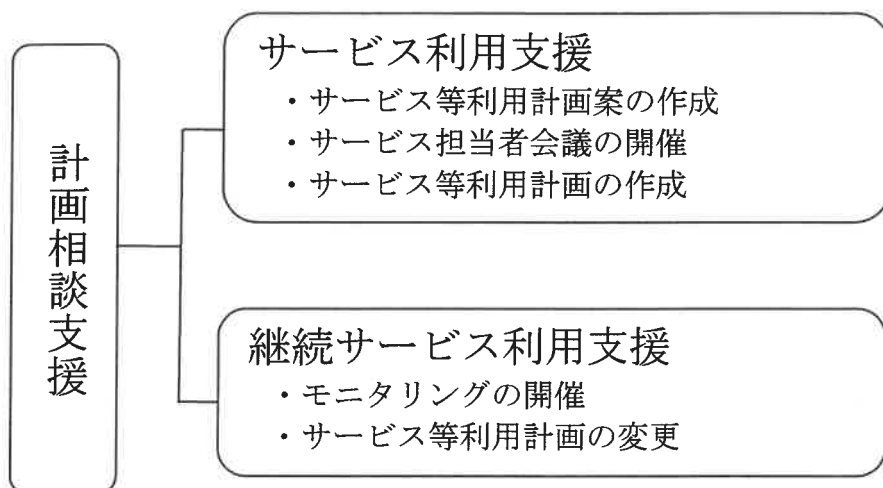 計画相談支援
サービス利用支援
・サービス等利用計画案の作成
・サービス担当者会議の開催
・サービス等利用計画の作成
継続サービス利用支援
・モニタリングの開催
・サービス等利用計画の変更